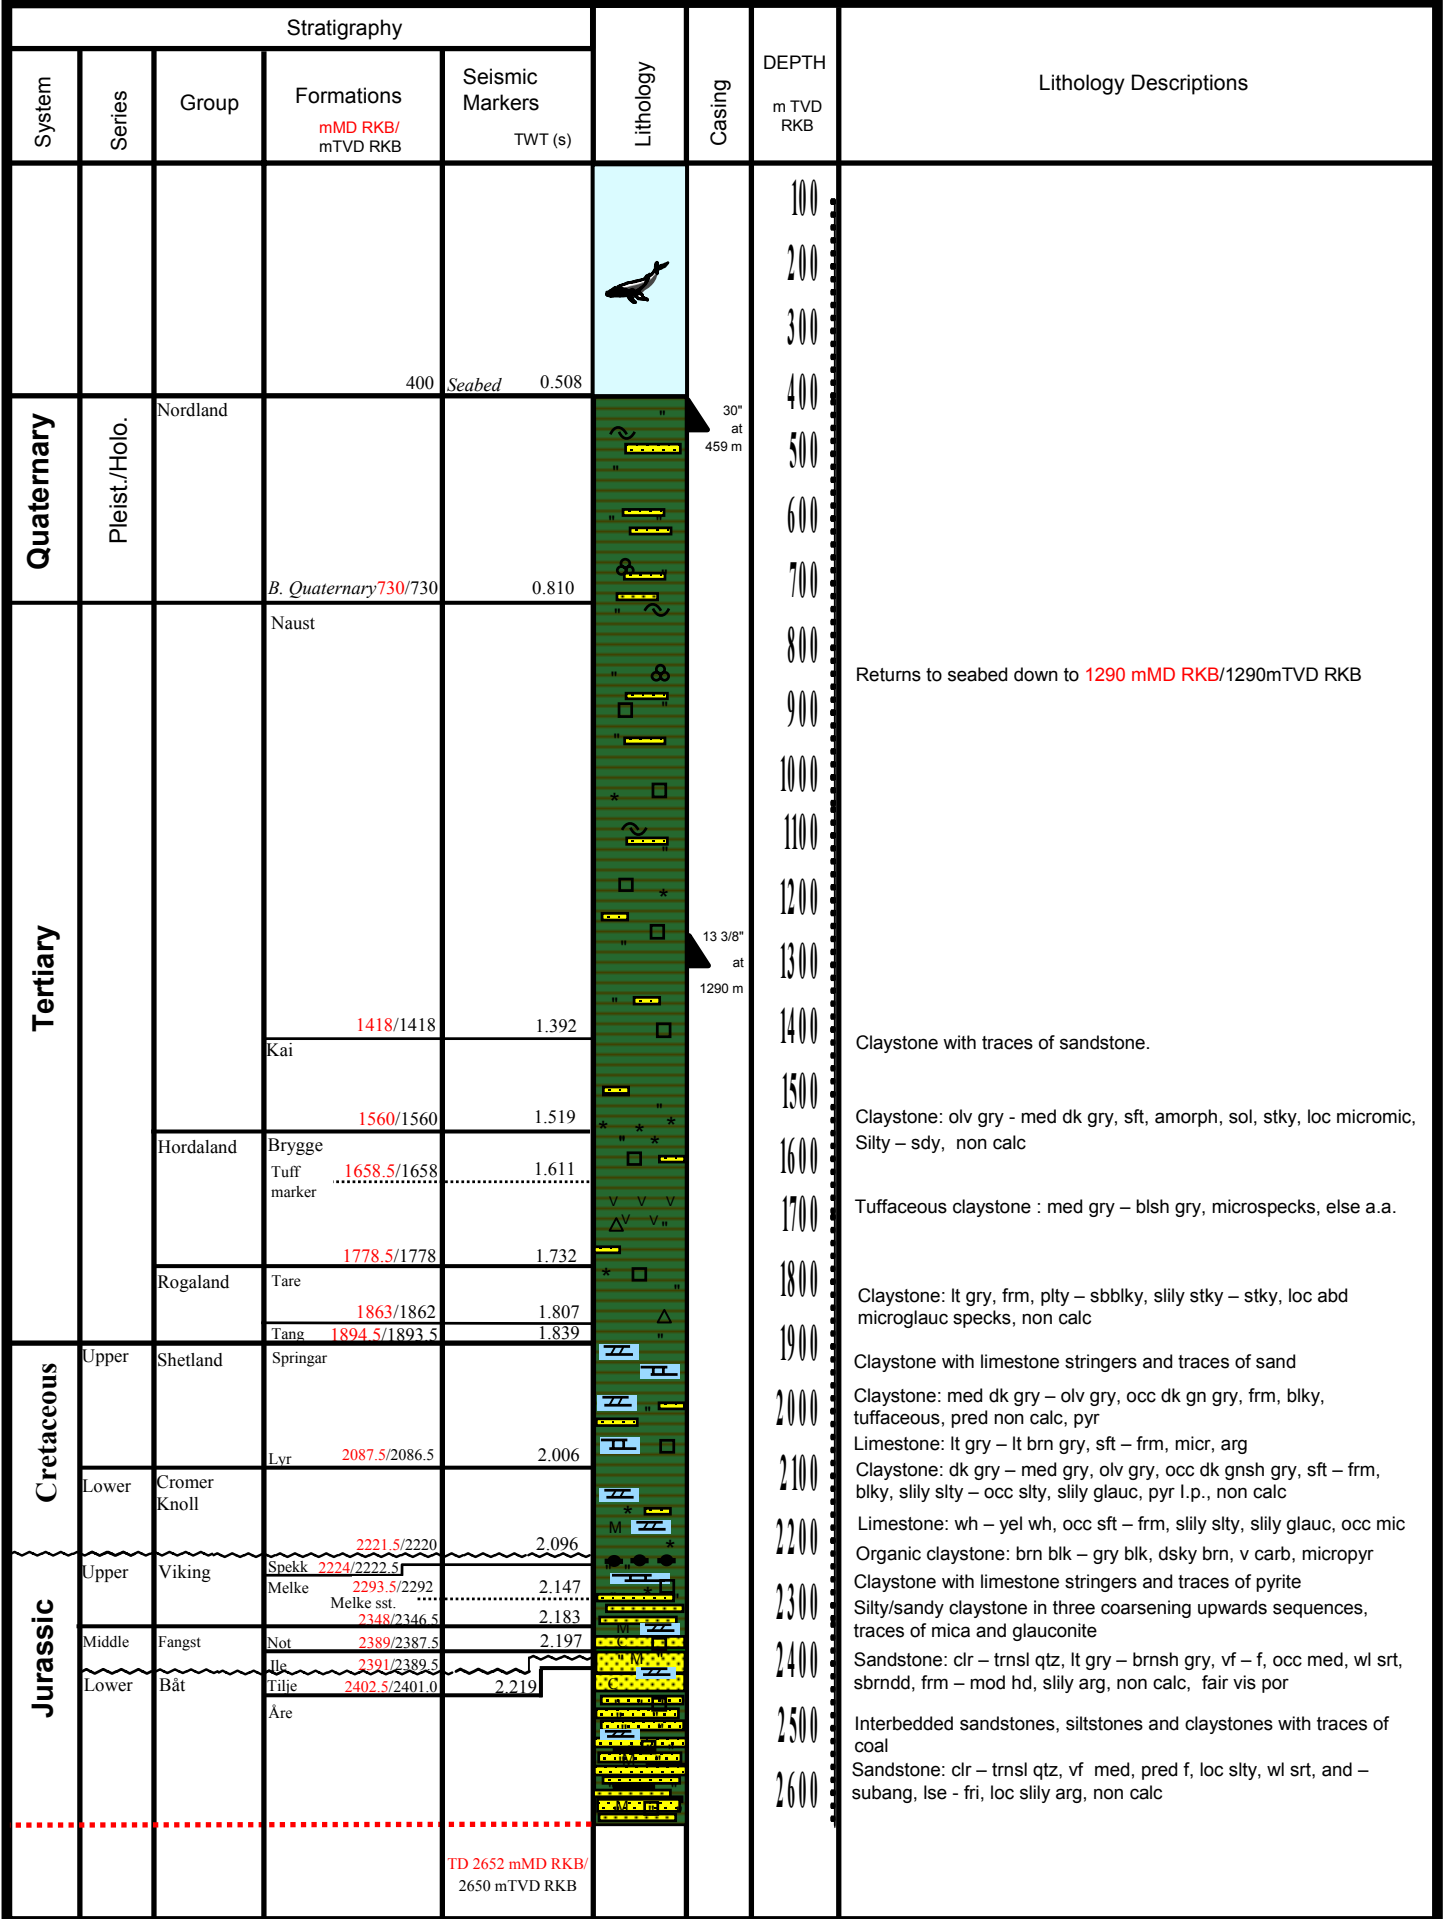 Stratigraphy
System
Series
Group
Formations
mMD RKB/
mTVD RKB
Seismic
Markers
TWT (s)
Lithology
Casing
DEPTH
m TVD
RKB
Lithology Descriptions
400
Seabed 0.508
Quaternary
Pleist./Holo.
Nordland
B. Quaternary 730/730
0.810
Tertiary
Naust
1418/1418
1.392
Kai
1560/1560
1.519
Hordaland
Brygge
Tuff
marker
1658.5/1658
1.611
1778.5/1778
1.732
Rogaland
Tare
1863/1862
1.807
Tang 1894.5/1893.5
1.839
Cretaceous
Upper
Shetland
Springar
Lyr 2087.5/2086.5
2.006
Lower
Cromer
Knoll
2221.5/2220
2.096
Jurassic
Upper
Viking
Spekk 2224/2222.5
Melke 2293.5/2292
2.147
Melke sst.
2348/2346.5
2.183
Middle
Fangst
Not 2389/2387.5
2.197
Ile 2391/2389.5
Lower
Båt
Tilje 2402.5/2401.0
2.219
Åre
TD 2652 mMD RKB/
2650 mTVD RKB
30"
at
459 m
13 3/8"
at
1290 m
100
200
300
400
500
600
700
800
900
1000
1100
1200
1300
1400
1500
1600
1700
1800
1900
2000
2100
2200
2300
2400
2500
2600
Returns to seabed down to 1290 mMD RKB/1290mTVD RKB
Claystone with traces of sandstone.
Claystone: olv gry - med dk gry, sft, amorph, sol, stky, loc micromic,
Silty – sdy, non calc
Tuffaceous claystone : med gry – blsh gry, microspecks, else a.a.
Claystone: lt gry, frm, plty – sbblky, slily stky – stky, loc abd
microglauc specks, non calc
Claystone with limestone stringers and traces of sand
Claystone: med dk gry – olv gry, occ dk gn gry, frm, blky,
tuffaceous, pred non calc, pyr
Limestone: lt gry – lt brn gry, sft – frm, micr, arg
Claystone: dk gry – med gry, olv gry, occ dk gnsh gry, sft – frm,
blky, slily slty – occ slty, slily glauc, pyr I.p., non calc
Limestone: wh – yel wh, occ sft – frm, slily slty, slily glauc, occ mic
Organic claystone: brn blk – gry blk, dsky brn, v carb, micropyr
Claystone with limestone stringers and traces of pyrite
Silty/sandy claystone in three coarsening upwards sequences,
traces of mica and glauconite
Sandstone: clr – trnsl qtz, lt gry – brnsh gry, vf – f, occ med, wl srt,
sbrndd, frm – mod hd, slily arg, non calc, fair vis por
Interbedded sandstones, siltstones and claystones with traces of
coal
Sandstone: clr – trnsl qtz, vf med, pred f, loc slty, wl srt, and –
subang, lse - fri, loc slily arg, non calc